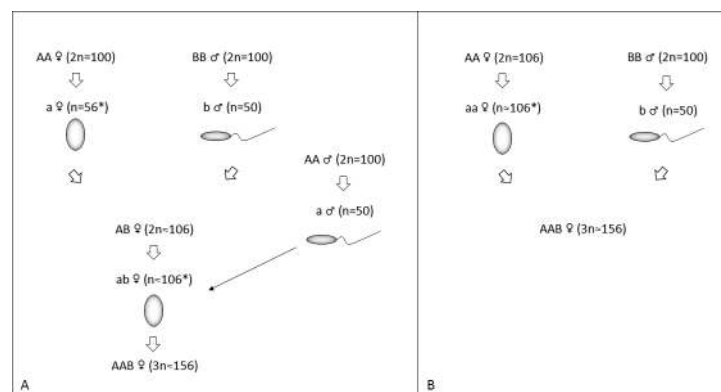 AA ♀ (2n=100) BB ♂ (2n=100)
a ♀ (n=56*) b ♂ (n=50)
AA ♂ (2n=100)
a ♂ (n=50)
AB ♀ (2n≈106)
ab ♀ (n≈106*)
AAB ♀ (3n≈156)
A
AA ♀ (2n=106) BB ♂ (2n=100)
aa ♀ (n≈106*) b ♂ (n=50)
AAB ♀ (3n≈156)
B